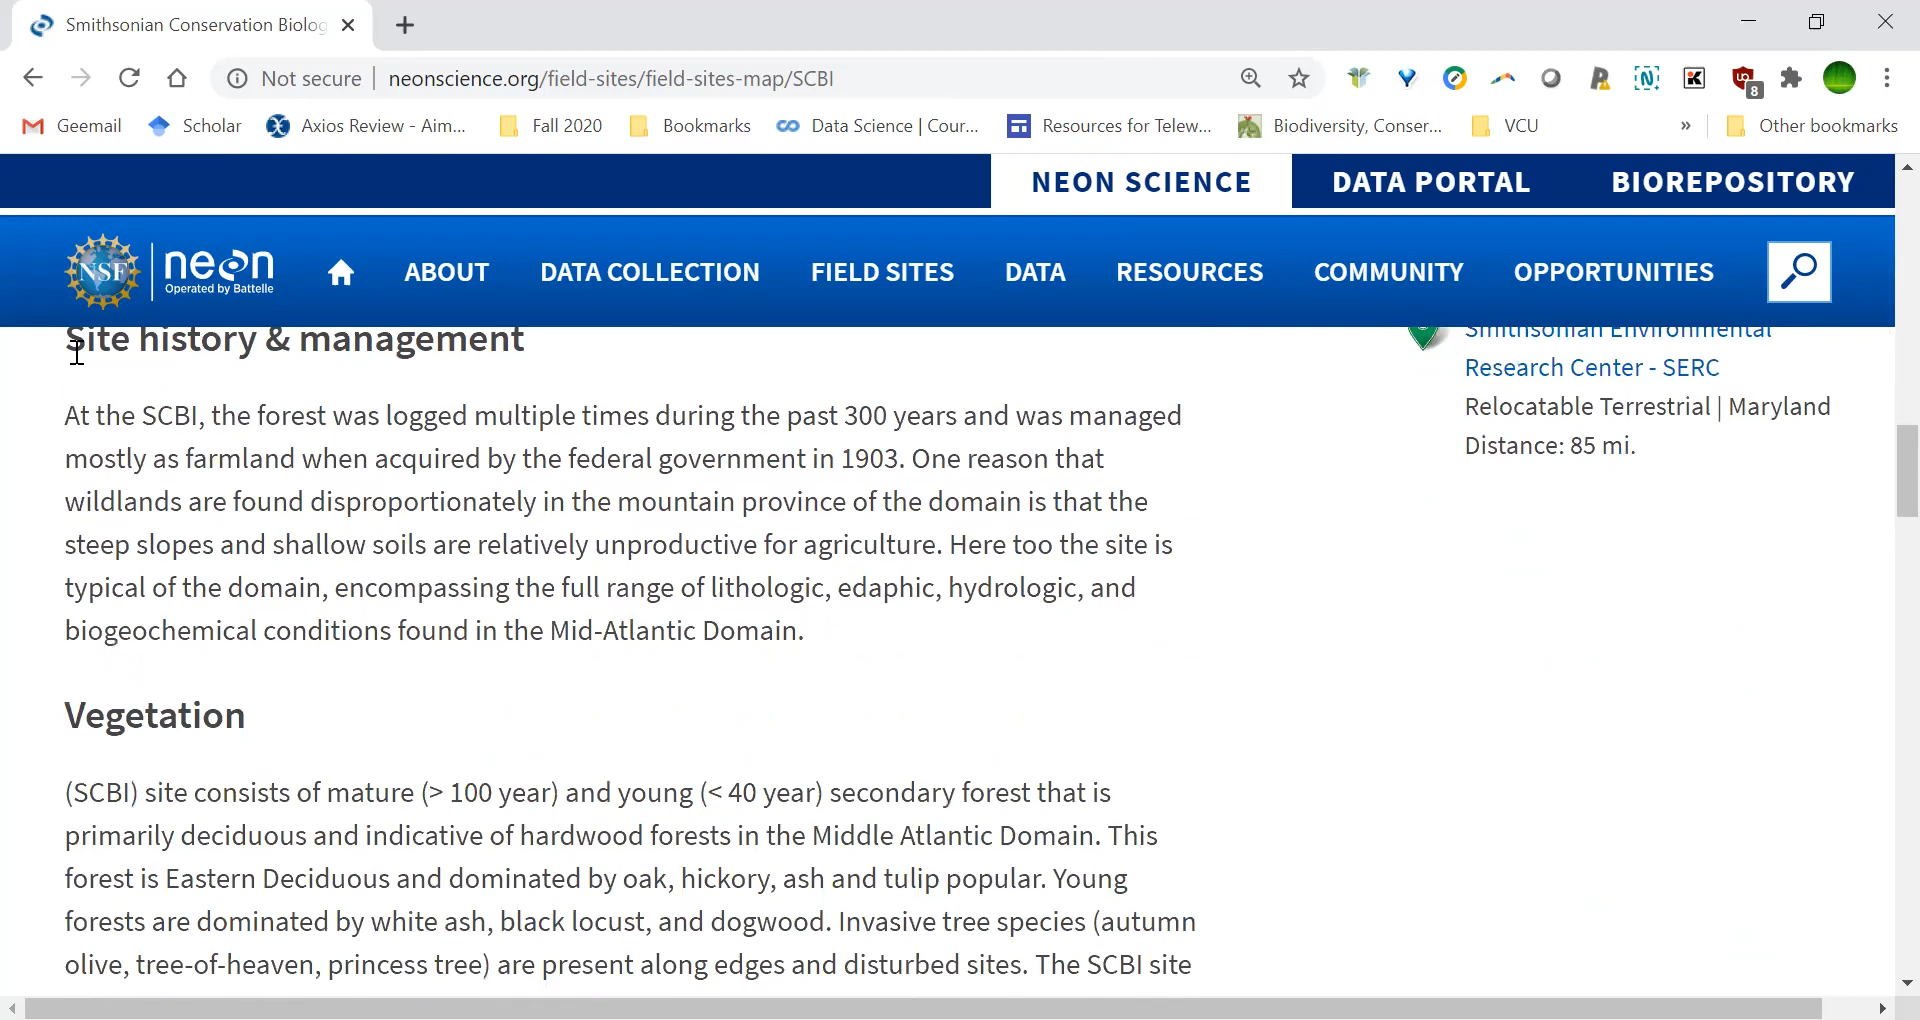 Smithsonian Conservation Biolog
Not secure | neonscience.org/field-sites/field-sites-map/SCBI
8
Geemail Scholar Axios Review - Aim... Fall 2020 Bookmarks Data Science | Cour... Resources for Telew... Biodiversity, Conser... VCU » Other bookmarks
NEON SCIENCE DATA PORTAL BIOREPOSITORY
NSF neon
Operated by Battelle
ABOUT DATA COLLECTION FIELD SITES DATA RESOURCES COMMUNITY OPPORTUNITIES
Site history & management
At the SCBI, the forest was logged multiple times during the past 300 years and was managed
mostly as farmland when acquired by the federal government in 1903. One reason that
wildlands are found disproportionately in the mountain province of the domain is that the
steep slopes and shallow soils are relatively unproductive for agriculture. Here too the site is
typical of the domain, encompassing the full range of lithologic, edaphic, hydrologic, and
biogeochemical conditions found in the Mid-Atlantic Domain.
Vegetation
(SCBI) site consists of mature (> 100 year) and young (< 40 year) secondary forest that is
primarily deciduous and indicative of hardwood forests in the Middle Atlantic Domain. This
forest is Eastern Deciduous and dominated by oak, hickory, ash and tulip popular. Young
forests are dominated by white ash, black locust, and dogwood. Invasive tree species (autumn
olive, tree-of-heaven, princess tree) are present along edges and disturbed sites. The SCBI site
Smithsonian Environmental
Research Center - SERC
Relocatable Terrestrial | Maryland
Distance: 85 mi.